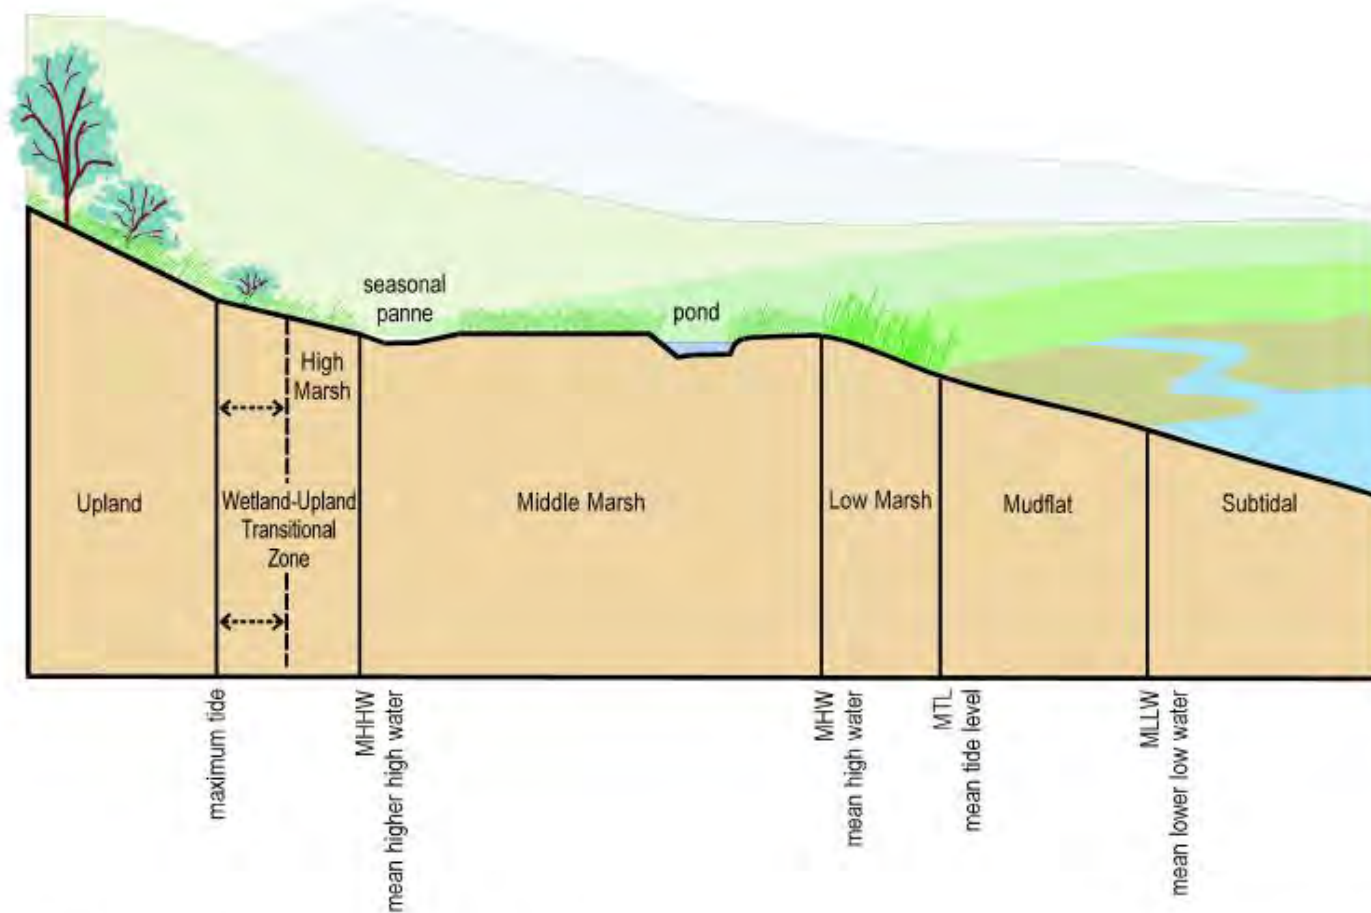 seasonal
panne
pond
High
Marsh
Upland
Wetland-Upland
Transitional
Zone
Middle Marsh
Low Marsh
Mudflat
Subtidal
maximum tide
MHHW
mean higher high water
MHW
mean high water
MTL
mean tide level
MLLW
mean lower low water